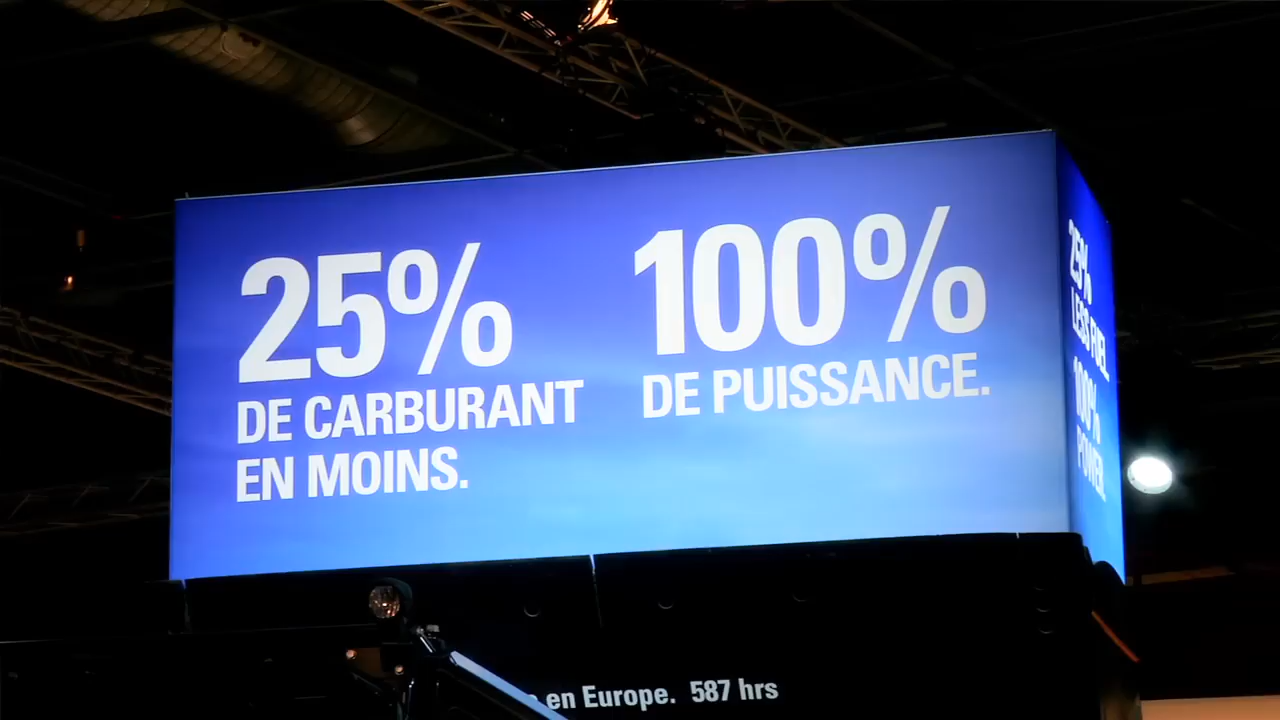 25%
DE CARBURANT
EN MOINS.
100%
DE PUISSANCE.
25%
LESS FUEL.
100%
POWER.
en Europe. 587 hrs